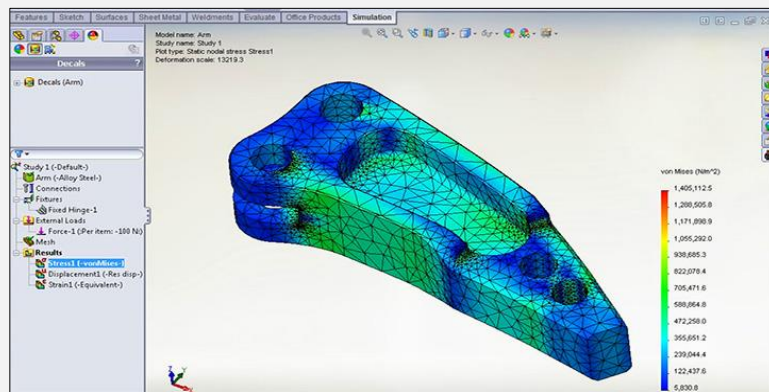 Features
Sketch
Surfaces
Sheet Metal
Weldments
Evaluate
Office Products
Simulation
Decals
?
Decals (Arm)
Study 1 (-Default-)
Arm (-Alloy Steel-)
Connections
Fixtures
Fixed Hinge-1
External Loads
Force-1 (:Per item: -100 N:)
Mesh
Results
Stress1 (-vonMises-)
Displacement1 (-Res disp-)
Strain1 (-Equivalent-)
Model name: Arm
Study name: Study 1
Plot type: Static nodal stress Stress1
Deformation scale: 13219.3
von Mises (N/m^2)
1,405,112.5
1,288,505.8
1,171,898.9
1,055,292.0
938,685.3
822,078.4
705,471.6
588,864.8
472,258.0
355,651.2
239,044.4
122,437.6
5,830.8